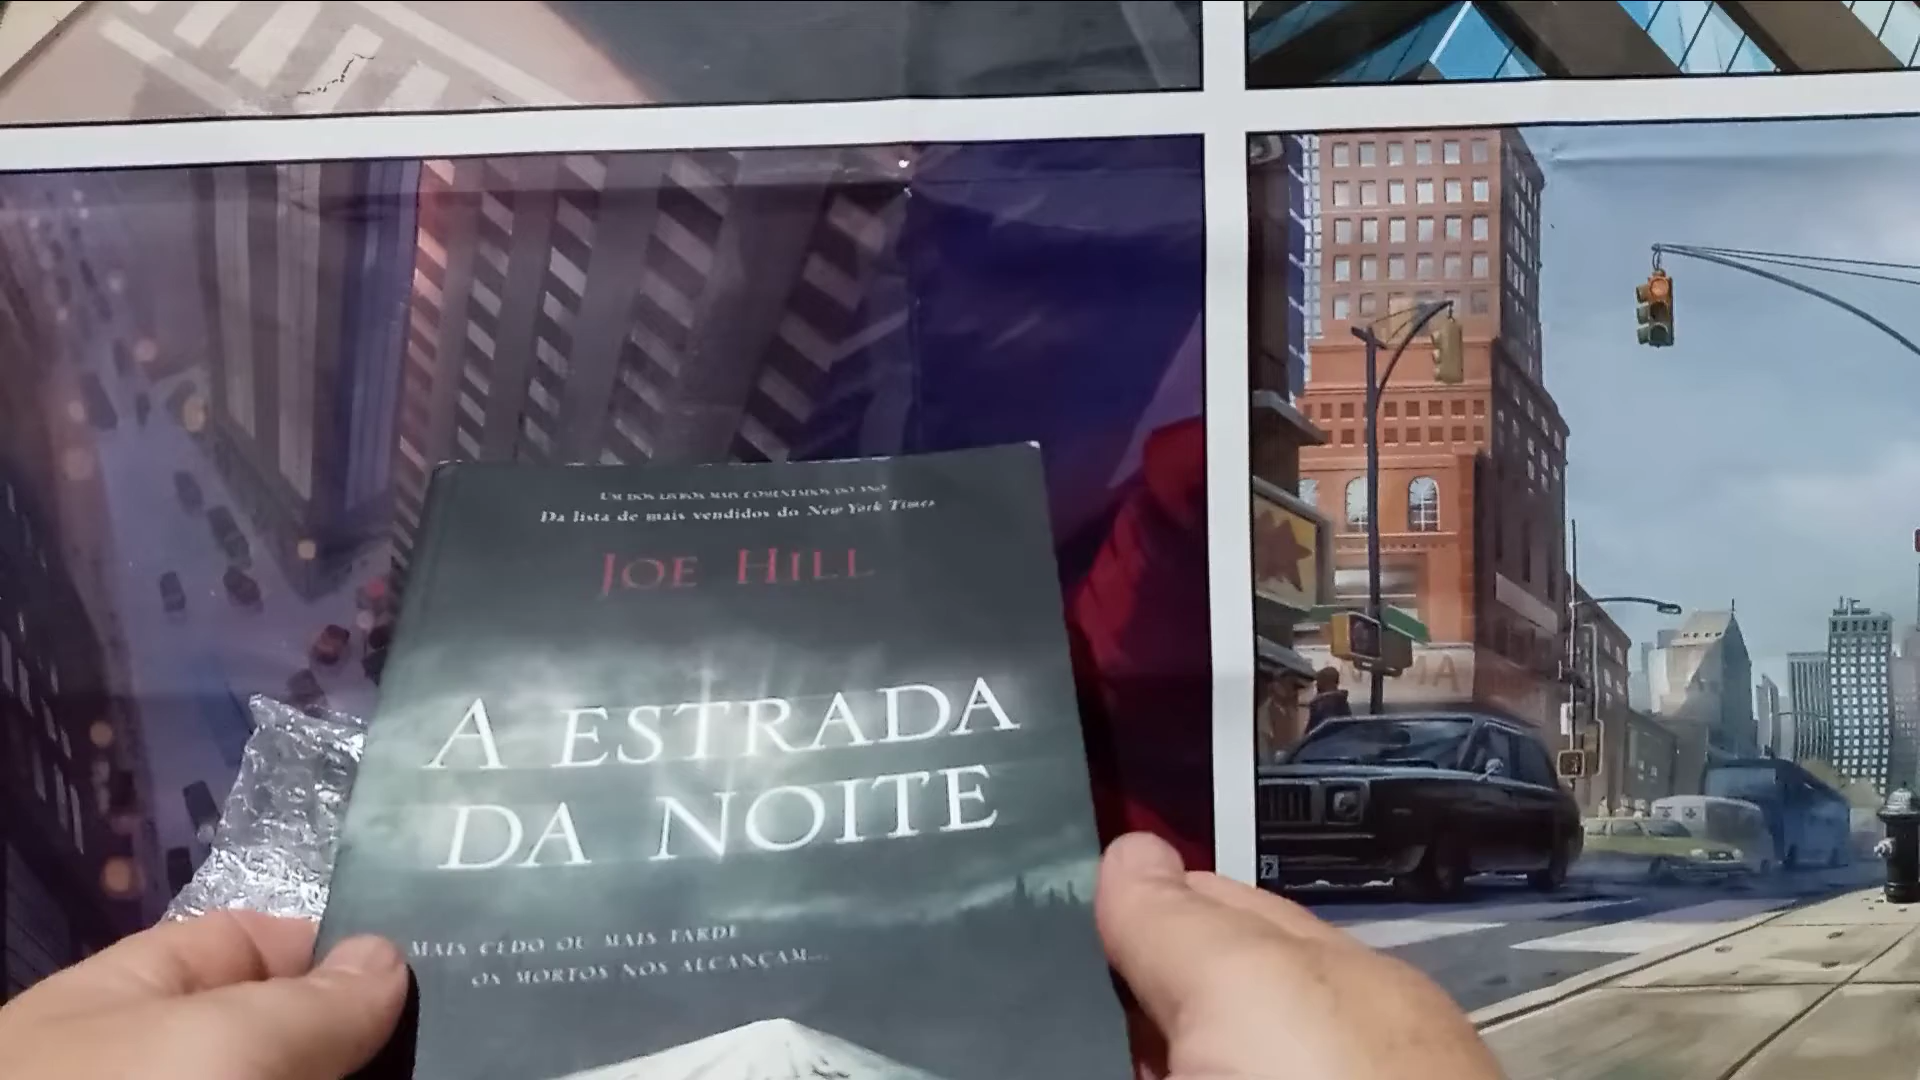 UM DOS LIVROS MAIS COMENTADOS DO ANO
Da lista de mais vendidos do New York Times
JOE HILL
A ESTRADA
DA NOITE
MAIS CEDO OU MAIS TARDE
OS MORTOS NOS ALCANÇAM...